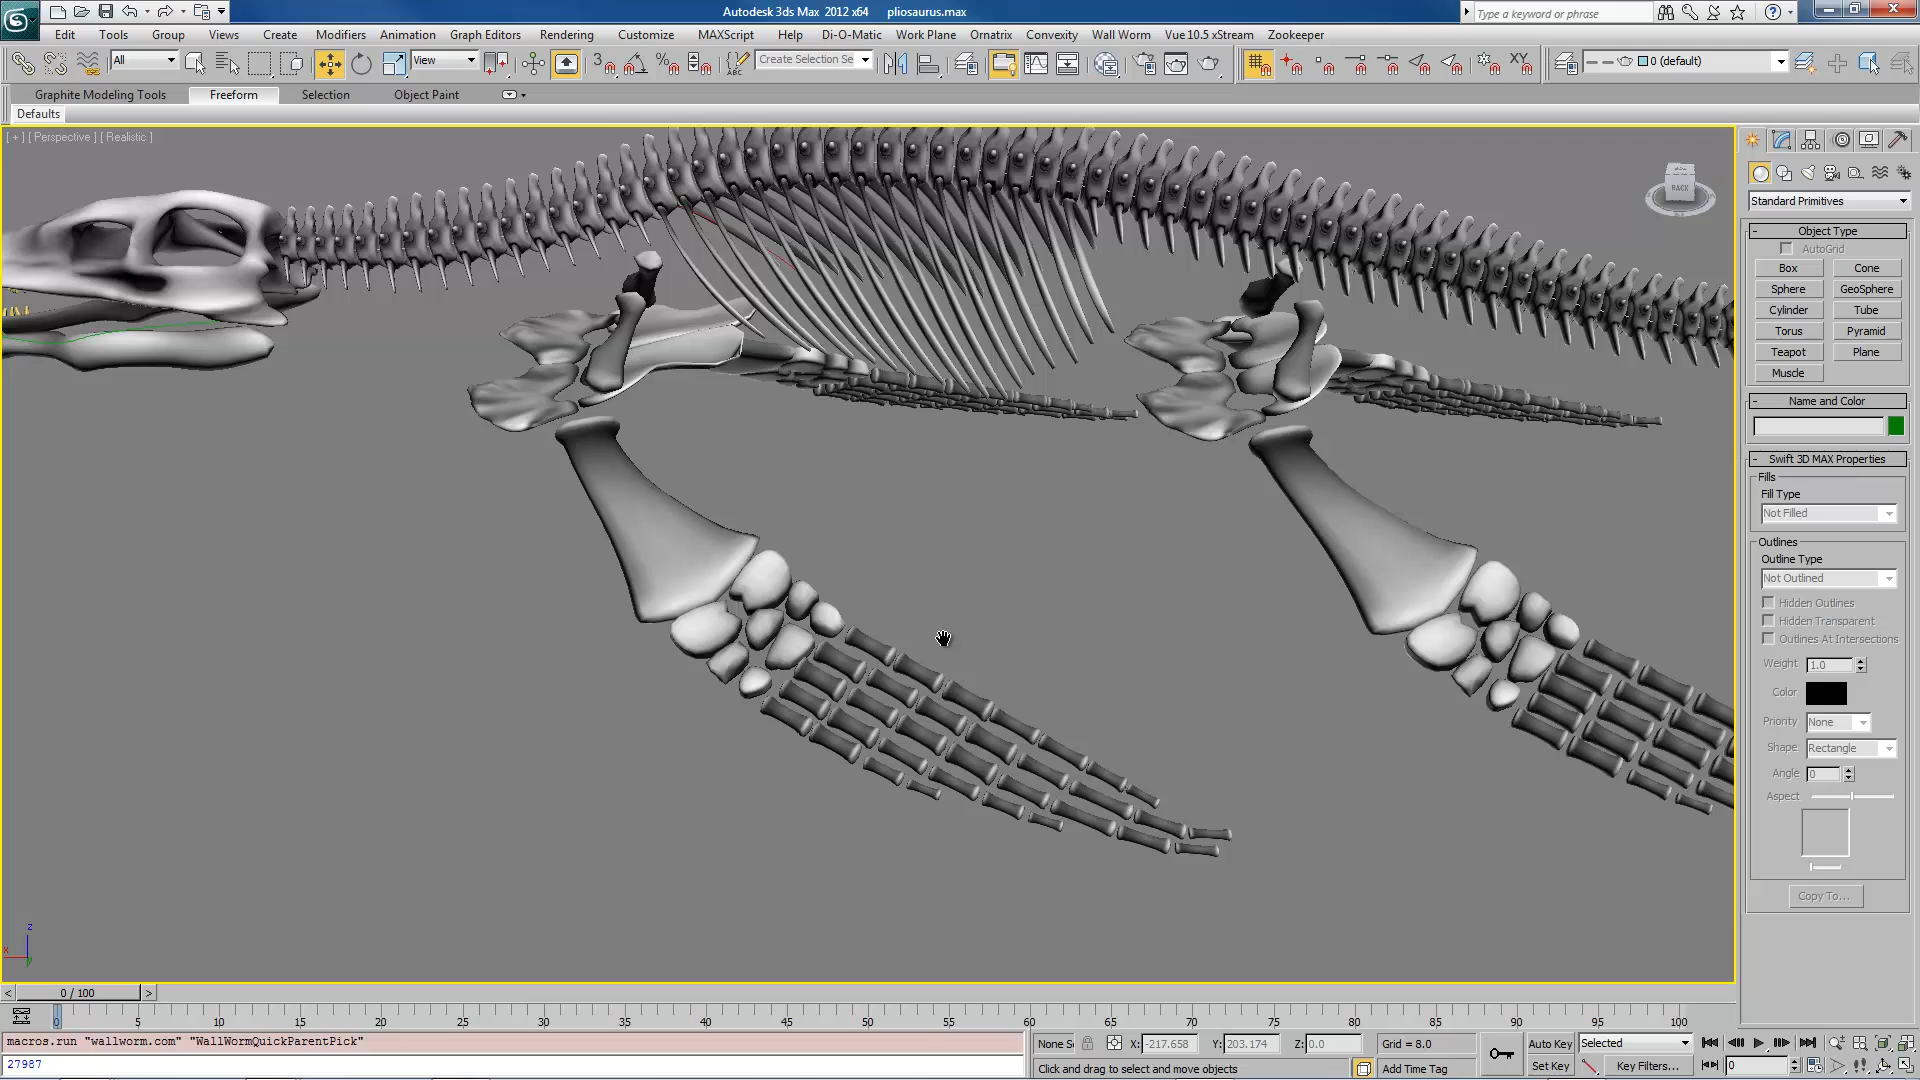 Autodesk 3ds Max 2012 x64 pliosaurus.max
Type a keyword or phrase
Edit Tools Group Views Create Modifiers Animation Graph Editors Rendering Customize MAXScript Help Di-O-Matic Work Plane Ornatrix Convexity Wall Worm Vue 10.5 xStream Zookeeper
All View 3 Create Selection Se XY 0 (default)
Graphite Modeling Tools Freeform Selection Object Paint
Defaults
[ + ] [ Perspective ] [ Realistic ]
BACK
Standard Primitives
- Object Type
AutoGrid
Box Cone
Sphere GeoSphere
Cylinder Tube
Torus Pyramid
Teapot Plane
Muscle
- Name and Color
- Swift 3D MAX Properties
Fills
Fill Type
Not Filled
Outlines
Outline Type
Not Outlined
Hidden Outlines
Hidden Transparent
Outlines At Intersections
Weight 1.0
Color
Priority None
Shape Rectangle
Angle 0
Aspect
Copy To...
z
x
y
< 0 / 100 >
0 5 10 15 20 25 30 35 40 45 50 55 60 65 70 75 80 85 90 95 100
macros.run "wallworm.com" "WallWormQuickParentPick"
27987
None S X: -217.658 Y: 203.174 Z: 0.0 Grid = 8.0 Auto Key Selected
Click and drag to select and move objects Add Time Tag Set Key Key Filters... 0